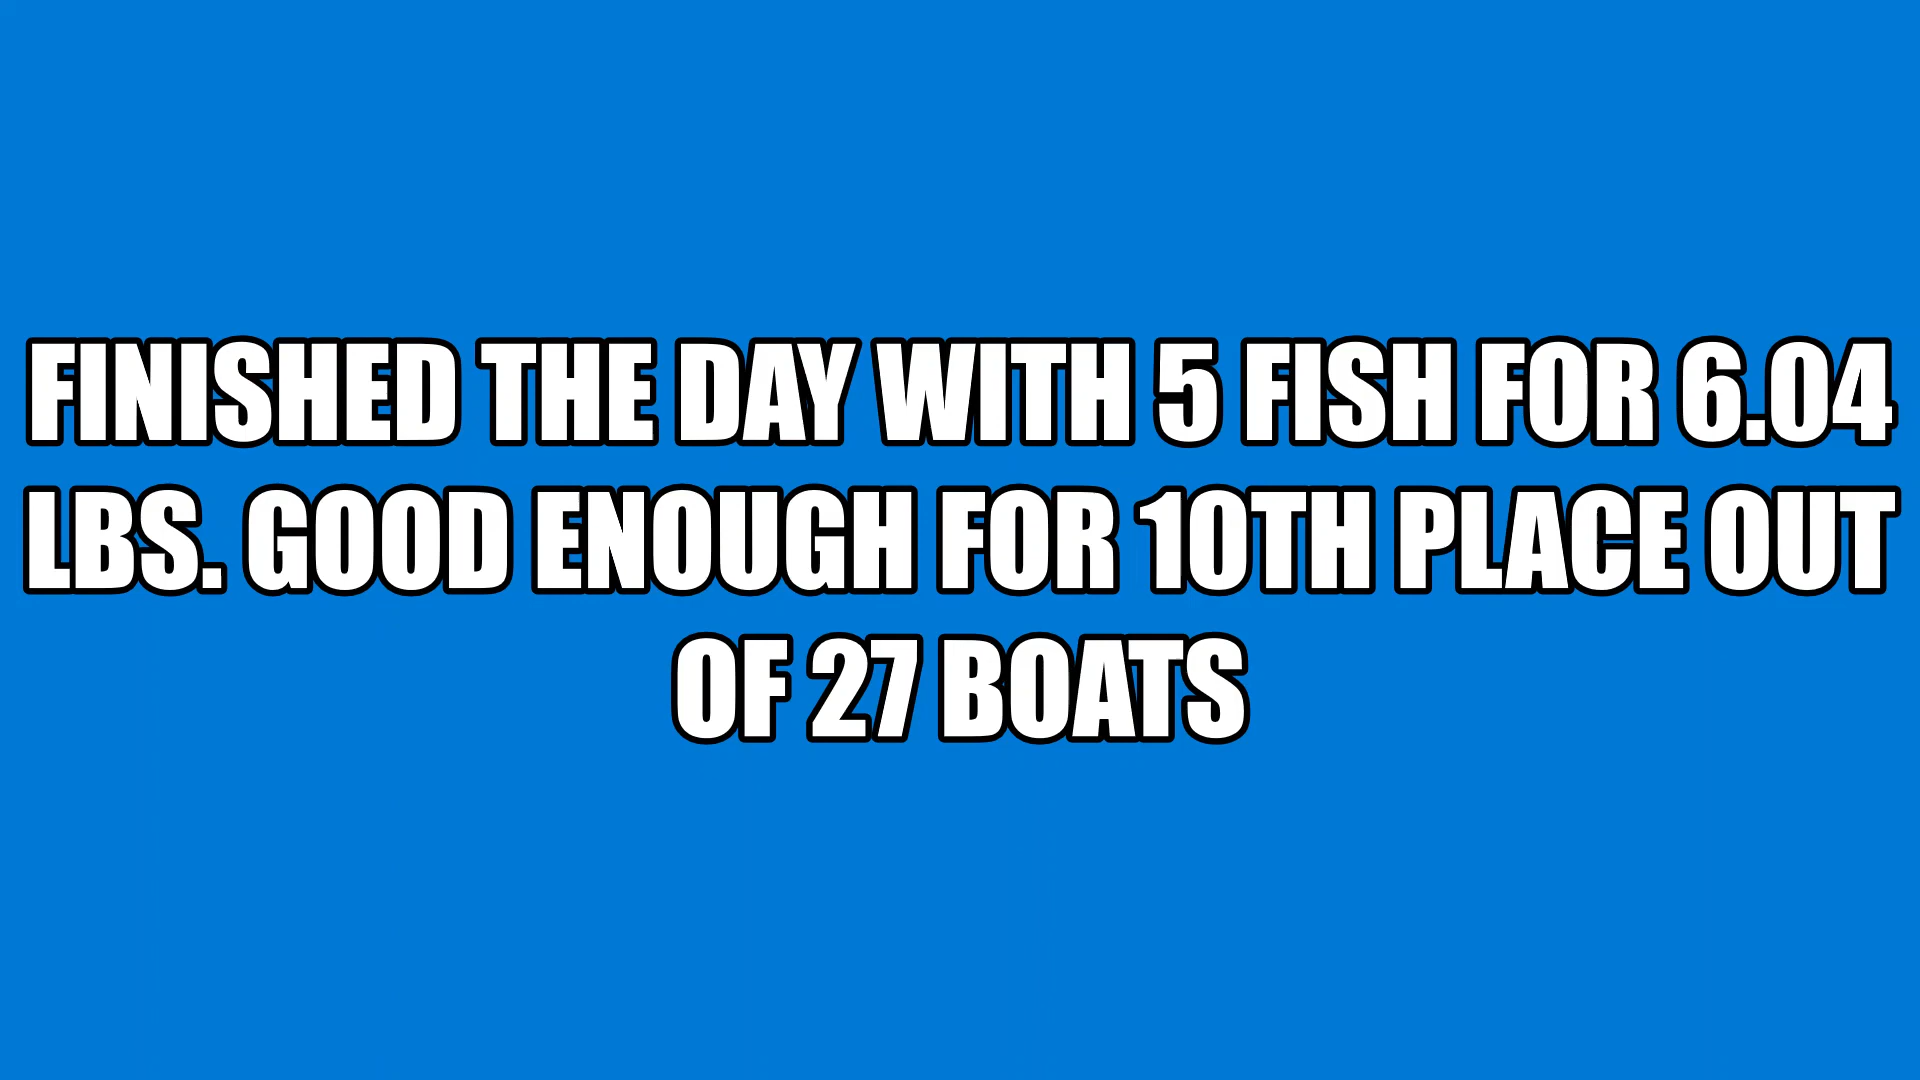 FINISHED THE DAY WITH 5 FISH FOR 6.04
LBS. GOOD ENOUGH FOR 10TH PLACE OUT
OF 27 BOATS